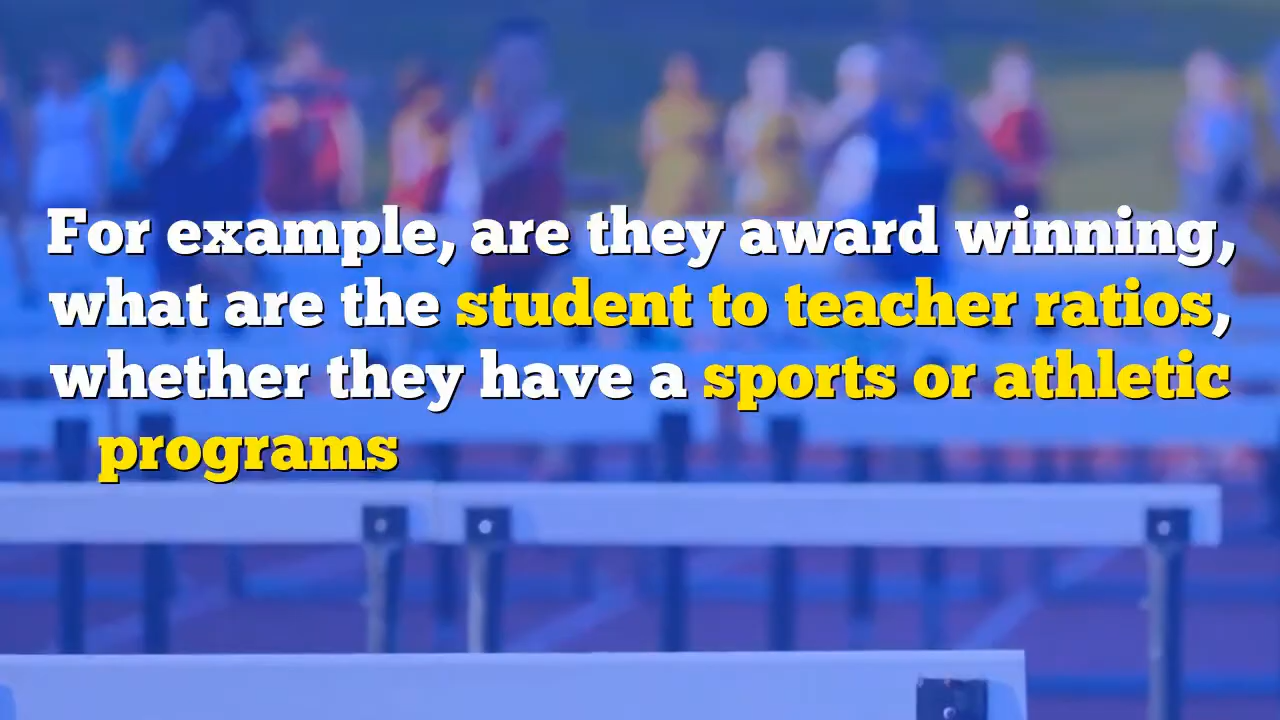 For example, are they award winning,
what are the student to teacher ratios,
whether they have a sports or athletic
programs